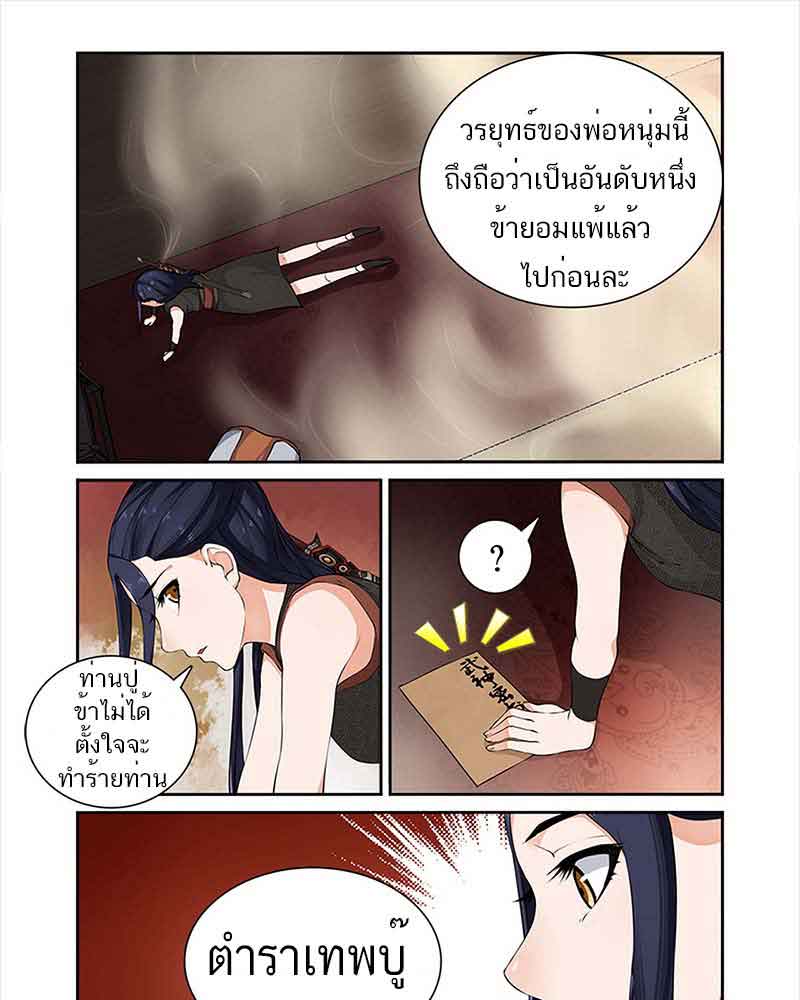 วรยุทธ์ของพ่อหนุ่มนี้
ถึงถือว่าเป็นอันดับหนึ่ง
ข้ายอมแพ้แล้ว
ไปก่อนละ
ท่านปู่
ข้าไม่ได้
ตั้งใจจะ
ทำร้ายท่าน
?
武神
ตำราเทพบู๊